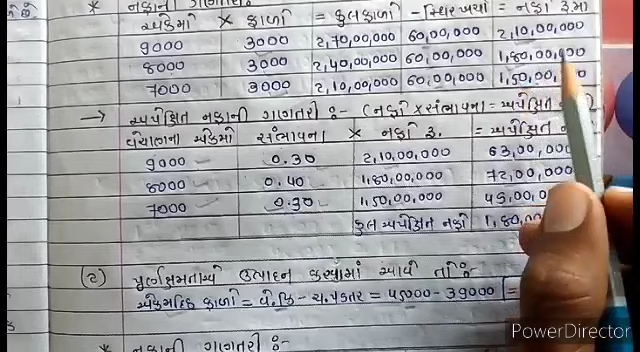 * નફાની ગણતરી:-
એકમો × ફાળો = કુલફાળો - સ્થિર ખર્ચા = નફો રૂમાં
9000 3000 2,70,00,000 60,00,000 2,10,00,000
8000 3000 2,40,00,000 60,00,000 1,80,00,000
7000 3000 2,10,00,000 60,00,000 1,50,00,000
→ અપેક્ષિત નફાની ગણતરી :- (નફો × સંભાવના = અપેક્ષિત
વેચાણના એકમો સંભાવના × નફો રૂ. = અપેક્ષિત
9000 0.30 2,10,00,000 63,00,000
8000 0.40 1,80,00,000 72,00,000
7000 0.30 1,50,00,000 45,00,
કુલ અપેક્ષિત નફો 1,80,
(૨) પૂર્ણક્ષમતાએ ઉત્પાદન કરવામાં આવે તો:-
એકમદીઠ ફાળો = વે.કિં - ચ.પડતર = 45000 - 39000 =
* નફાની ગણતરી :-
PowerDirector